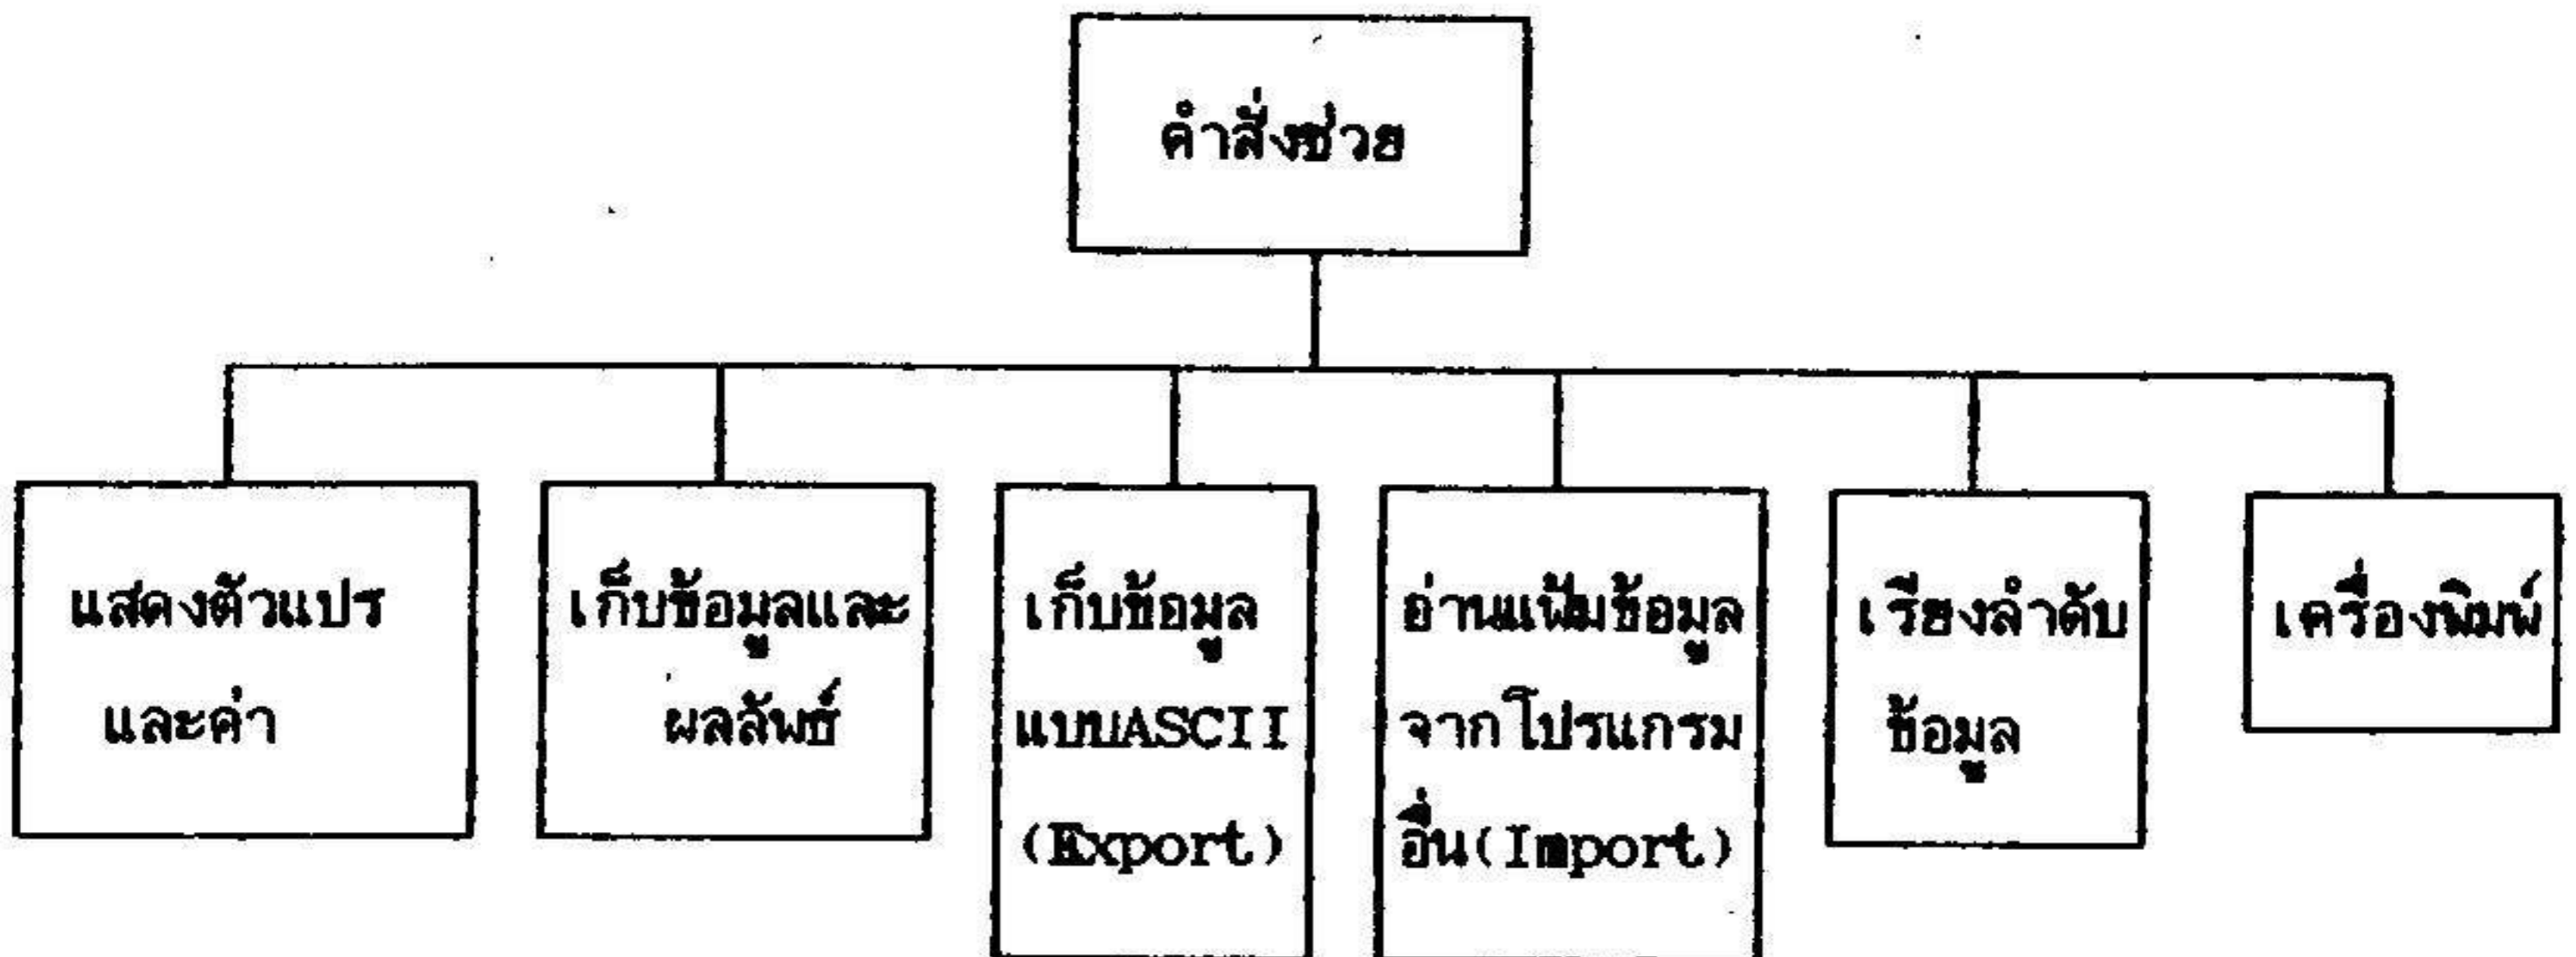 คำสั่งช่วย
แสดงตัวแปร
และค่า
เก็บข้อมูลและ
ผลลัพธ์
เก็บข้อมูล
แบบASCII
(Export)
อ่านแฟ้มข้อมูล
จากโปรแกรม
อื่น(Import)
เรียงลำดับ
ข้อมูล
เครื่องพิมพ์